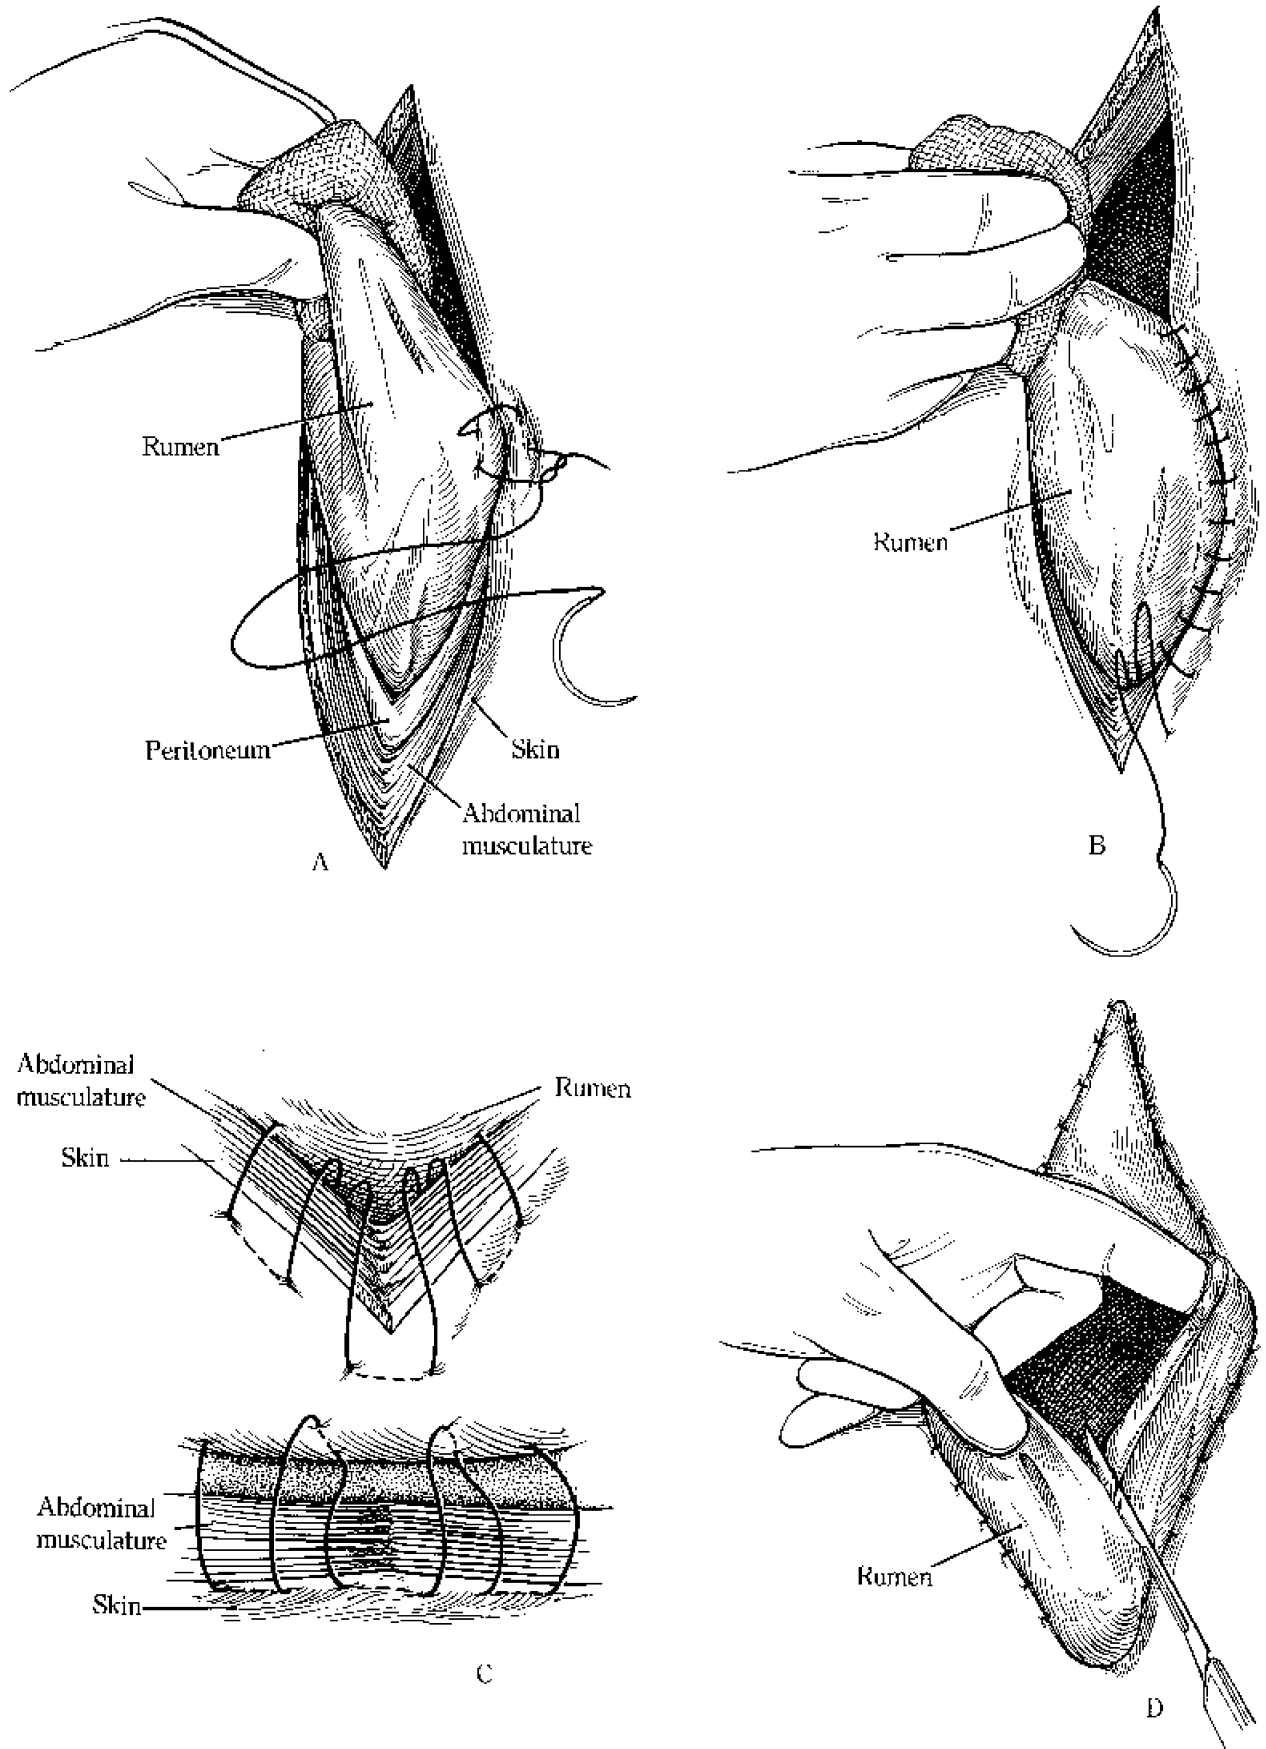 Rumen
Peritoneum
Skin
Abdominal
musculature
A
Rumen
B
Abdominal
musculature
Skin
Rumen
Abdominal
musculature
Skin
C
Rumen
D